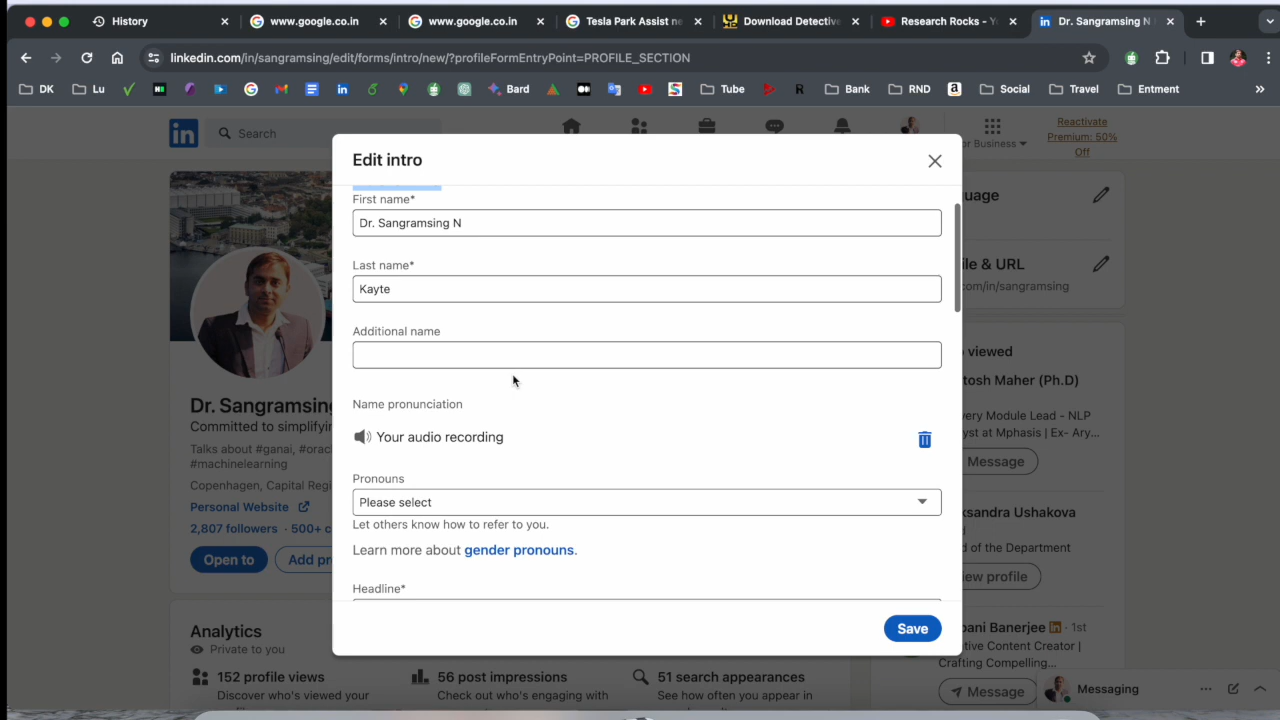 History
www.google.co.in
www.google.co.in
Tesla Park Assist ne
Download Detective
Research Rocks - Y
Dr. Sangramsing N
linkedin.com/in/sangramsing/edit/forms/intro/new/?profileFormEntryPoint=PROFILE_SECTION
DK Lu Bard Tube R Bank RND Social Travel Entment
Search
or Business
Reactivate
Premium: 50%
Off
Edit intro
First name*
Dr. Sangramsing N
Last name*
Kayte
Additional name
Name pronunciation
Your audio recording
Pronouns
Please select
Let others know how to refer to you.
Learn more about gender pronouns.
Headline*
Save
Dr. Sangramsing
Committed to simplifyin
Talks about #ganai, #orac
#machinelearning
Copenhagen, Capital Regi
Personal Website
2,807 followers · 500+ c
Open to
Add pr
Analytics
Private to you
152 profile views
Discover who's viewed your
56 post impressions
Check out who's engaging with
51 search appearances
See how often you appear in
uage
ile & URL
com/in/sangramsing
viewed
tosh Maher (Ph.D)
very Module Lead - NLP
yst at Mphasis | Ex- Ary...
Message
ksandra Ushakova
d of the Department
iew profile
pani Banerjee in · 1st
tive Content Creator |
Crafting Compelling...
Message
Messaging